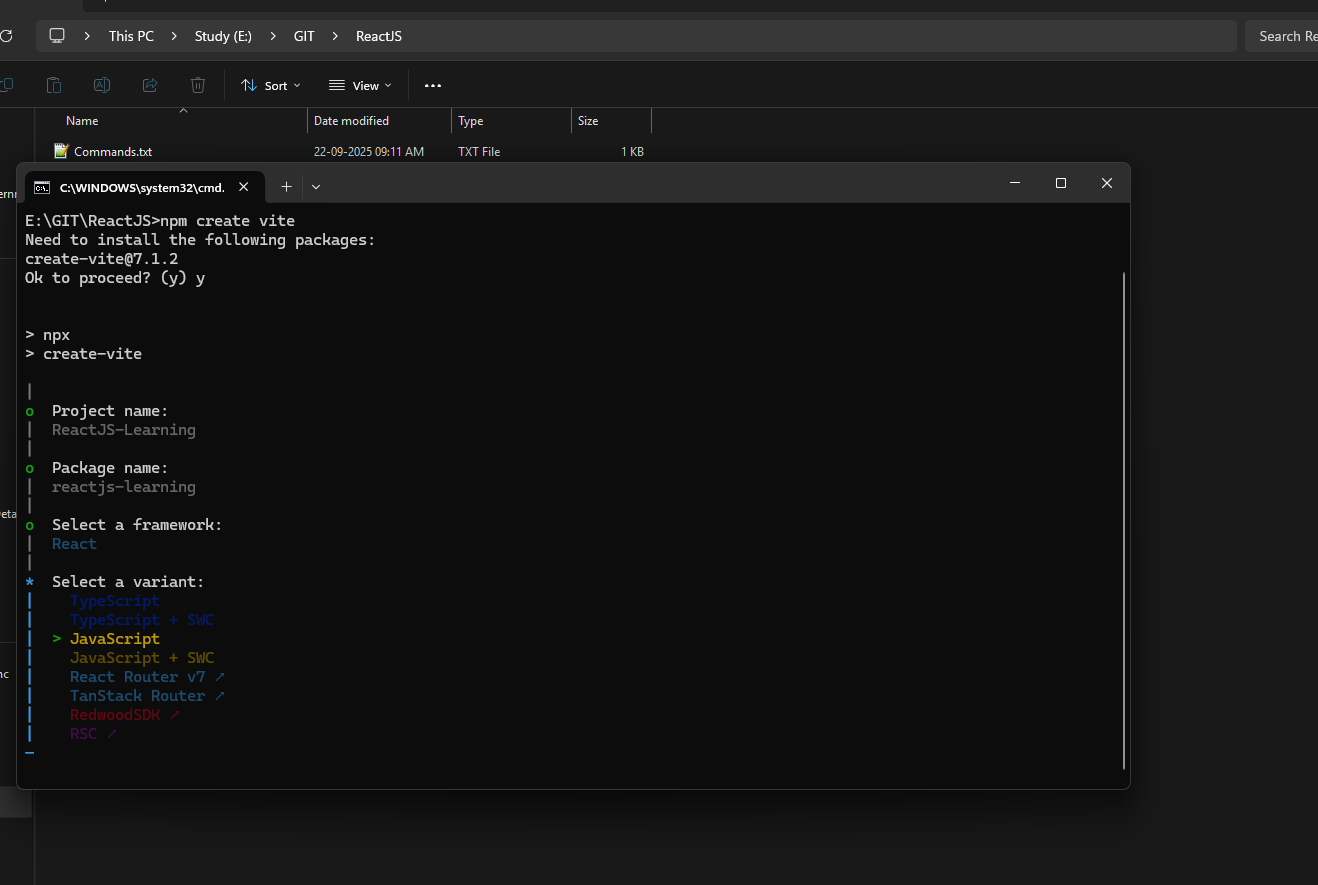 This PC > Study (E:) > GIT > ReactJS
Search Re
Sort
View
Name Date modified Type Size
Commands.txt 22-09-2025 09:11 AM TXT File 1 KB
C:\WINDOWS\system32\cmd.
E:\GIT\ReactJS>npm create vite
Need to install the following packages:
create-vite@7.1.2
Ok to proceed? (y) y
> npx
> create-vite
Project name:
ReactJS-Learning
Package name:
reactjs-learning
Select a framework:
React
Select a variant:
TypeScript
TypeScript + SWC
> JavaScript
JavaScript + SWC
React Router v7 ↗
TanStack Router ↗
RedwoodSDK ↗
RSC ↗